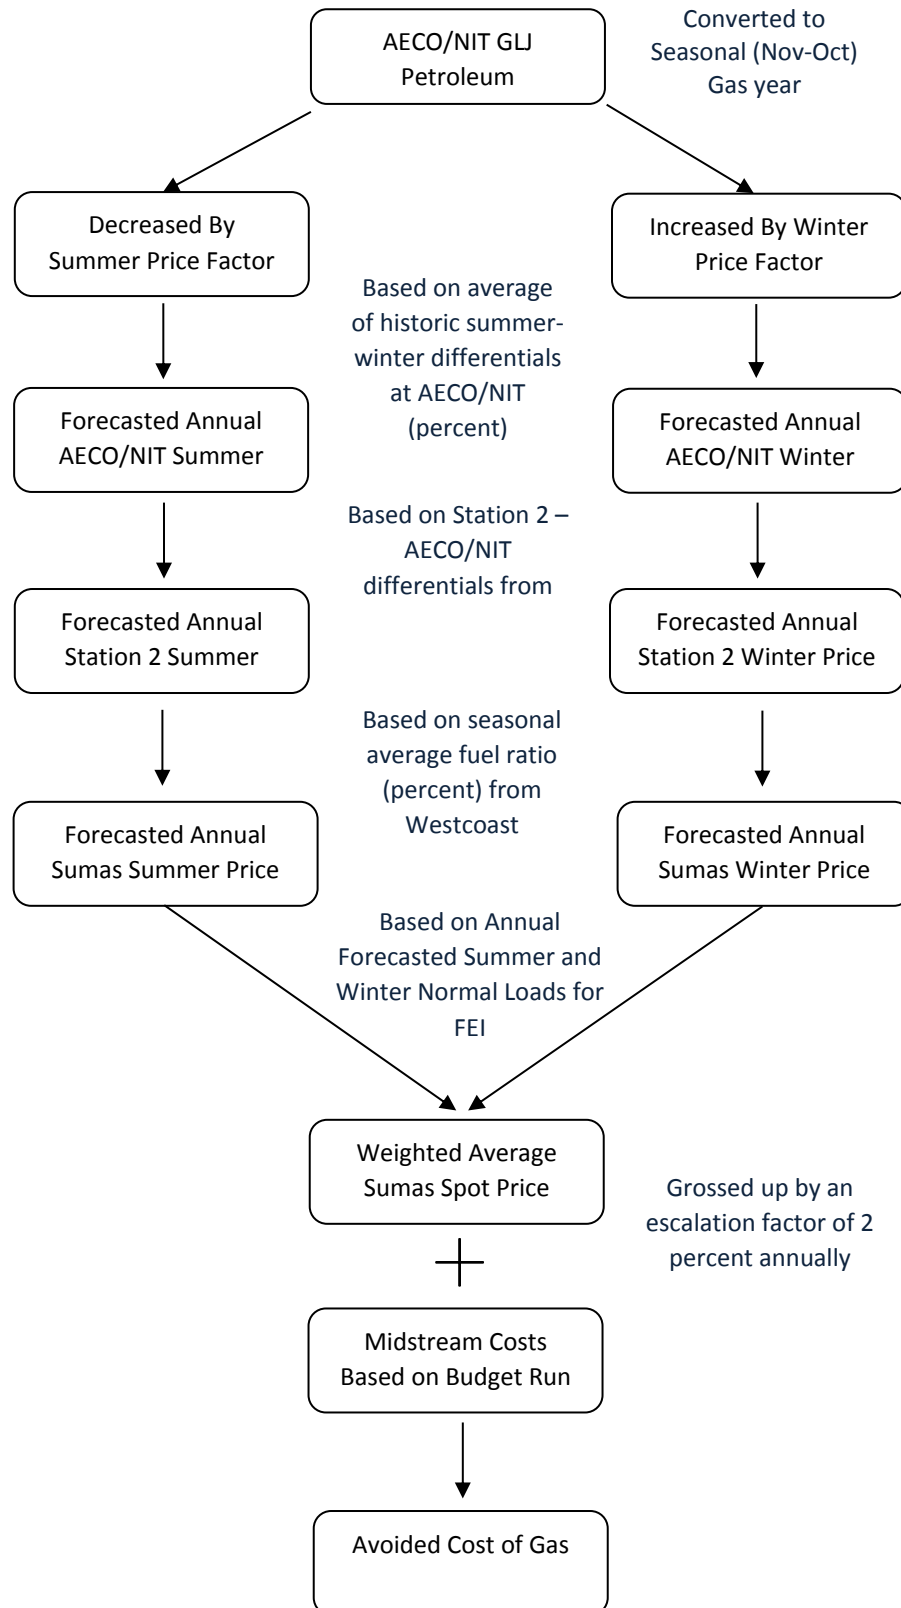 AECO/NIT GLJ
Petroleum
Converted to
Seasonal (Nov-Oct)
Gas year
Decreased By
Summer Price Factor
Increased By Winter
Price Factor
Based on average
of historic summer-
winter differentials
at AECO/NIT
(percent)
Forecasted Annual
AECO/NIT Summer
Forecasted Annual
AECO/NIT Winter
Based on Station 2 –
AECO/NIT
differentials from
Forecasted Annual
Station 2 Summer
Forecasted Annual
Station 2 Winter Price
Based on seasonal
average fuel ratio
(percent) from
Westcoast
Forecasted Annual
Sumas Summer Price
Forecasted Annual
Sumas Winter Price
Based on Annual
Forecasted Summer and
Winter Normal Loads for
FEI
Weighted Average
Sumas Spot Price
Grossed up by an
escalation factor of 2
percent annually
Midstream Costs
Based on Budget Run
Avoided Cost of Gas